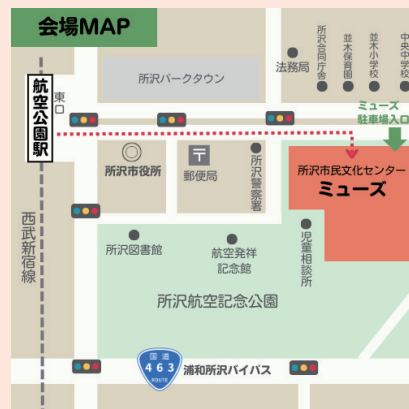 会場MAP
所沢合同庁舎
並木保育園
並木小学校
中央中学校
法務局
所沢パークタウン
航空公園駅
東口
ミューズ
駐車場入口
所沢市役所
〒
郵便局
所沢警察署
所沢市民文化センター
ミューズ
西武新宿線
所沢図書館
航空発祥
記念館
児童相談所
所沢航空記念公園
国道
463
ROUTE
浦和所沢バイパス